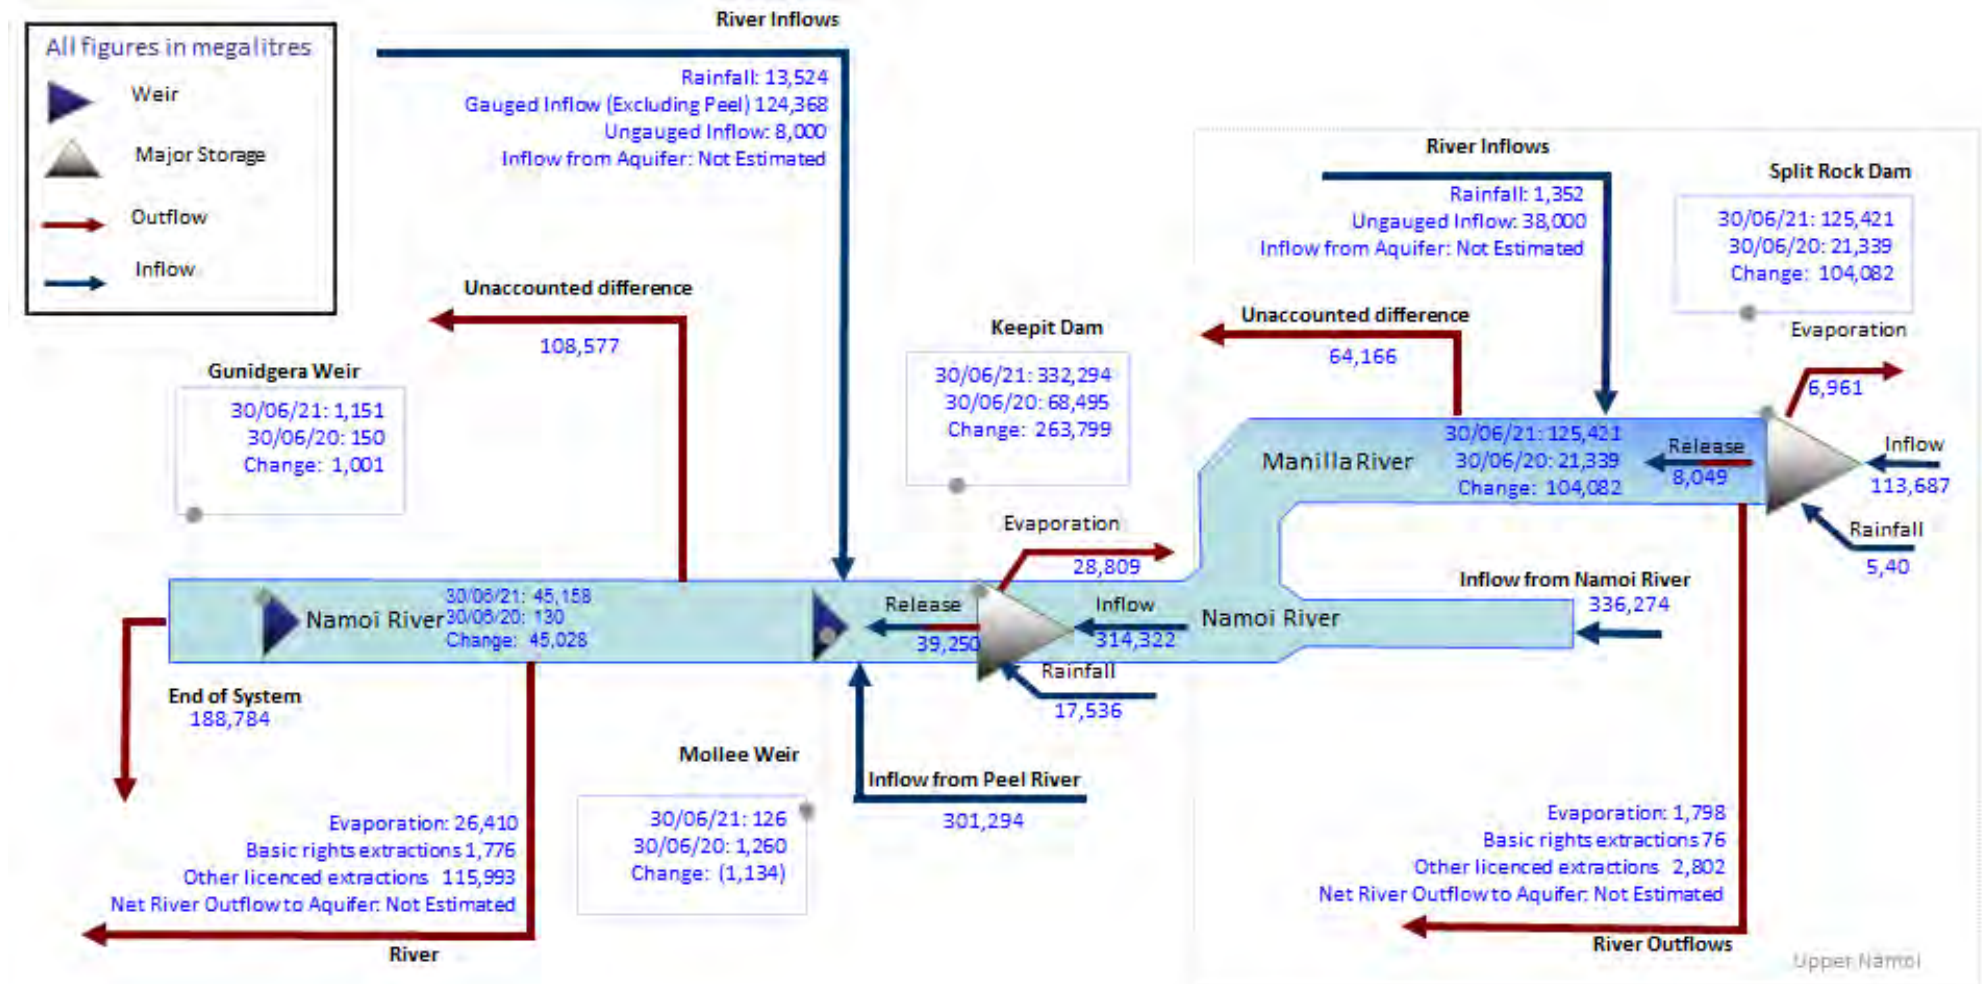 All figures in megalitres
Weir
Major Storage
Outflow
Inflow
River Inflows
Rainfall: 13,524
Gauged Inflow (Excluding Peel) 124,368
Ungauged Inflow: 8,000
Inflow from Aquifer: Not Estimated
River Inflows
Rainfall: 1,352
Ungauged Inflow: 38,000
Inflow from Aquifer: Not Estimated
Split Rock Dam
30/06/21: 125,421
30/06/20: 21,339
Change: 104,082
Evaporation
6,961
Inflow
113,687
Rainfall
5,40
Unaccounted difference
108,577
Unaccounted difference
64,166
Keepit Dam
30/06/21: 332,294
30/06/20: 68,495
Change: 263,799
Gunidgera Weir
30/06/21: 1,151
30/06/20: 150
Change: 1,001
Manilla River
30/06/21: 125,421
30/06/20: 21,339
Change: 104,082
Release
8,049
Evaporation
28,809
Inflow from Namoi River
336,274
Namoi River
30/06/21: 45,158
30/06/20: 130
Change: 45,028
Release
39,250
Inflow
314,322
Namoi River
Rainfall
17,536
End of System
188,784
Mollee Weir
30/06/21: 126
30/06/20: 1,260
Change: (1,134)
Inflow from Peel River
301,294
Evaporation: 26,410
Basic rights extractions 1,776
Other licenced extractions 115,993
Net River Outflow to Aquifer: Not Estimated
River
Evaporation: 1,798
Basic rights extractions 76
Other licenced extractions 2,802
Net River Outflow to Aquifer: Not Estimated
River Outflows
Upper Namoi